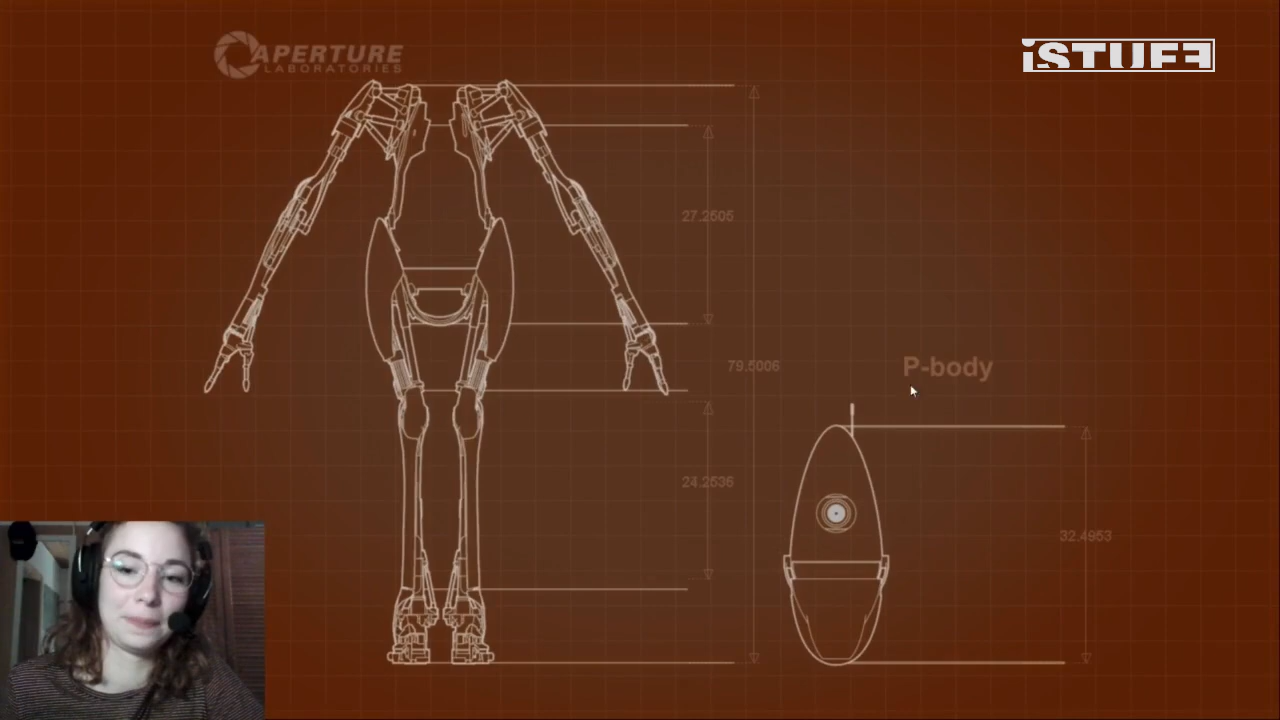 APERTURE
LABORATORIES
iSTUFF
27.2505
79.5006
P-body
24.2536
32.4953